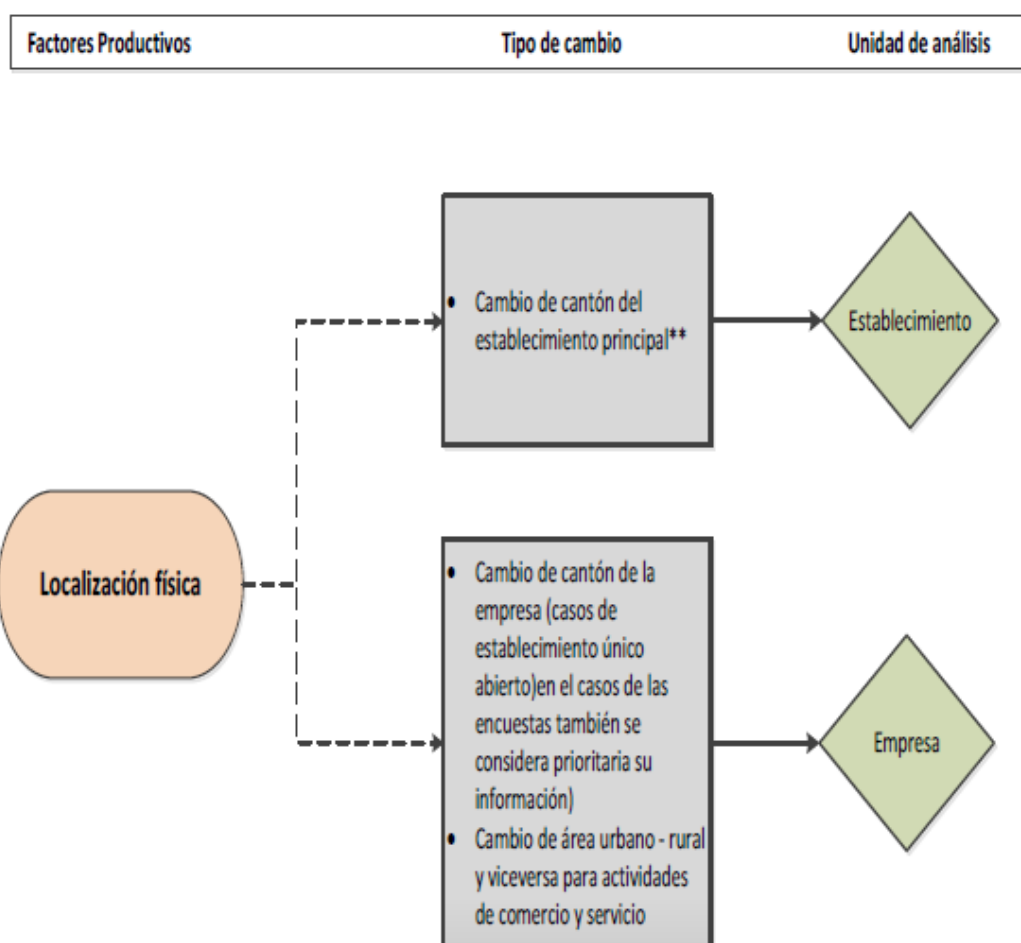 Factores Productivos
Tipo de cambio
Unidad de análisis
• Cambio de cantón del
establecimiento principal**
Establecimiento
Localización física
• Cambio de cantón de la
empresa (casos de
establecimiento único
abierto)en el casos de las
encuestas también se
considera prioritaria su
información)
• Cambio de área urbano - rural
y viceversa para actividades
de comercio y servicio
Empresa